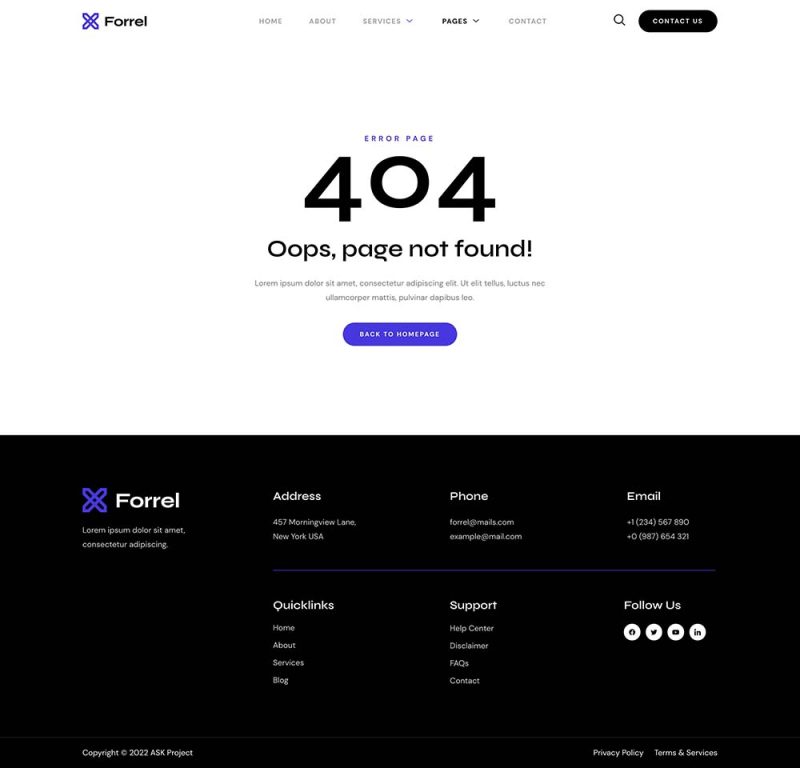 Forrel
HOME ABOUT SERVICES PAGES CONTACT
CONTACT US
ERROR PAGE
404
Oops, page not found!
Lorem ipsum dolor sit amet, consectetur adipiscing elit. Ut elit tellus, luctus nec
ullamcorper mattis, pulvinar dapibus leo.
BACK TO HOMEPAGE
Forrel
Lorem ipsum dolor sit amet,
consectetur adipiscing.
Address
457 Morningview Lane,
New York USA
Phone
forrel@mails.com
example@mail.com
Email
+1 (234) 567 890
+0 (987) 654 321
Quicklinks
Home
About
Services
Blog
Support
Help Center
Disclaimer
FAQs
Contact
Follow Us
Copyright © 2022 ASK Project
Privacy Policy Terms & Services